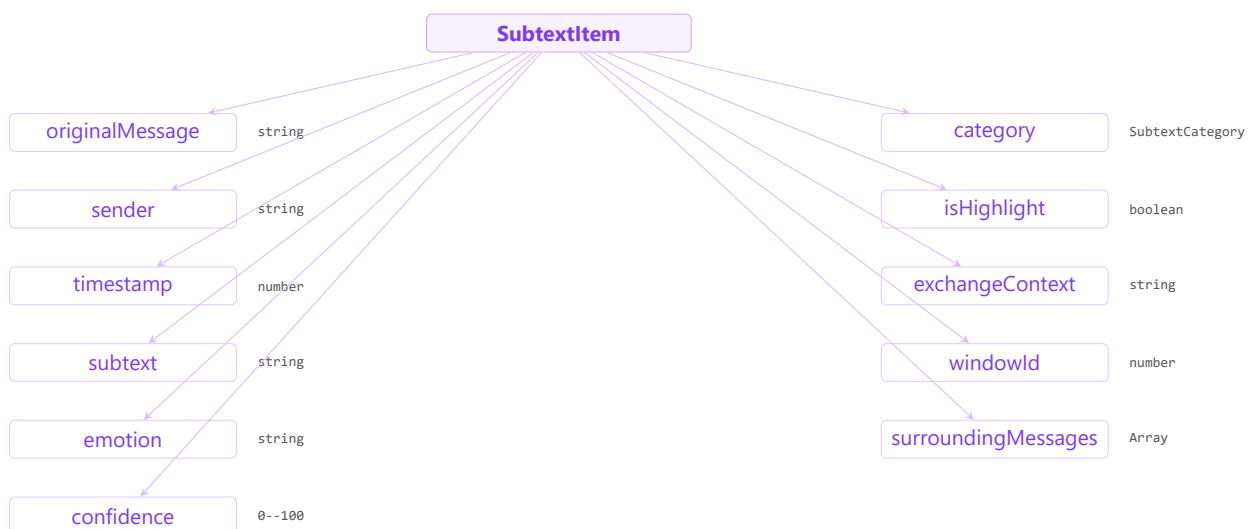 SubtextItem
originalMessage string
category SubtextCategory
sender string
isHighlight boolean
timestamp number
exchangeContext string
subtext string
windowId number
emotion string
surroundingMessages Array
confidence 0--100